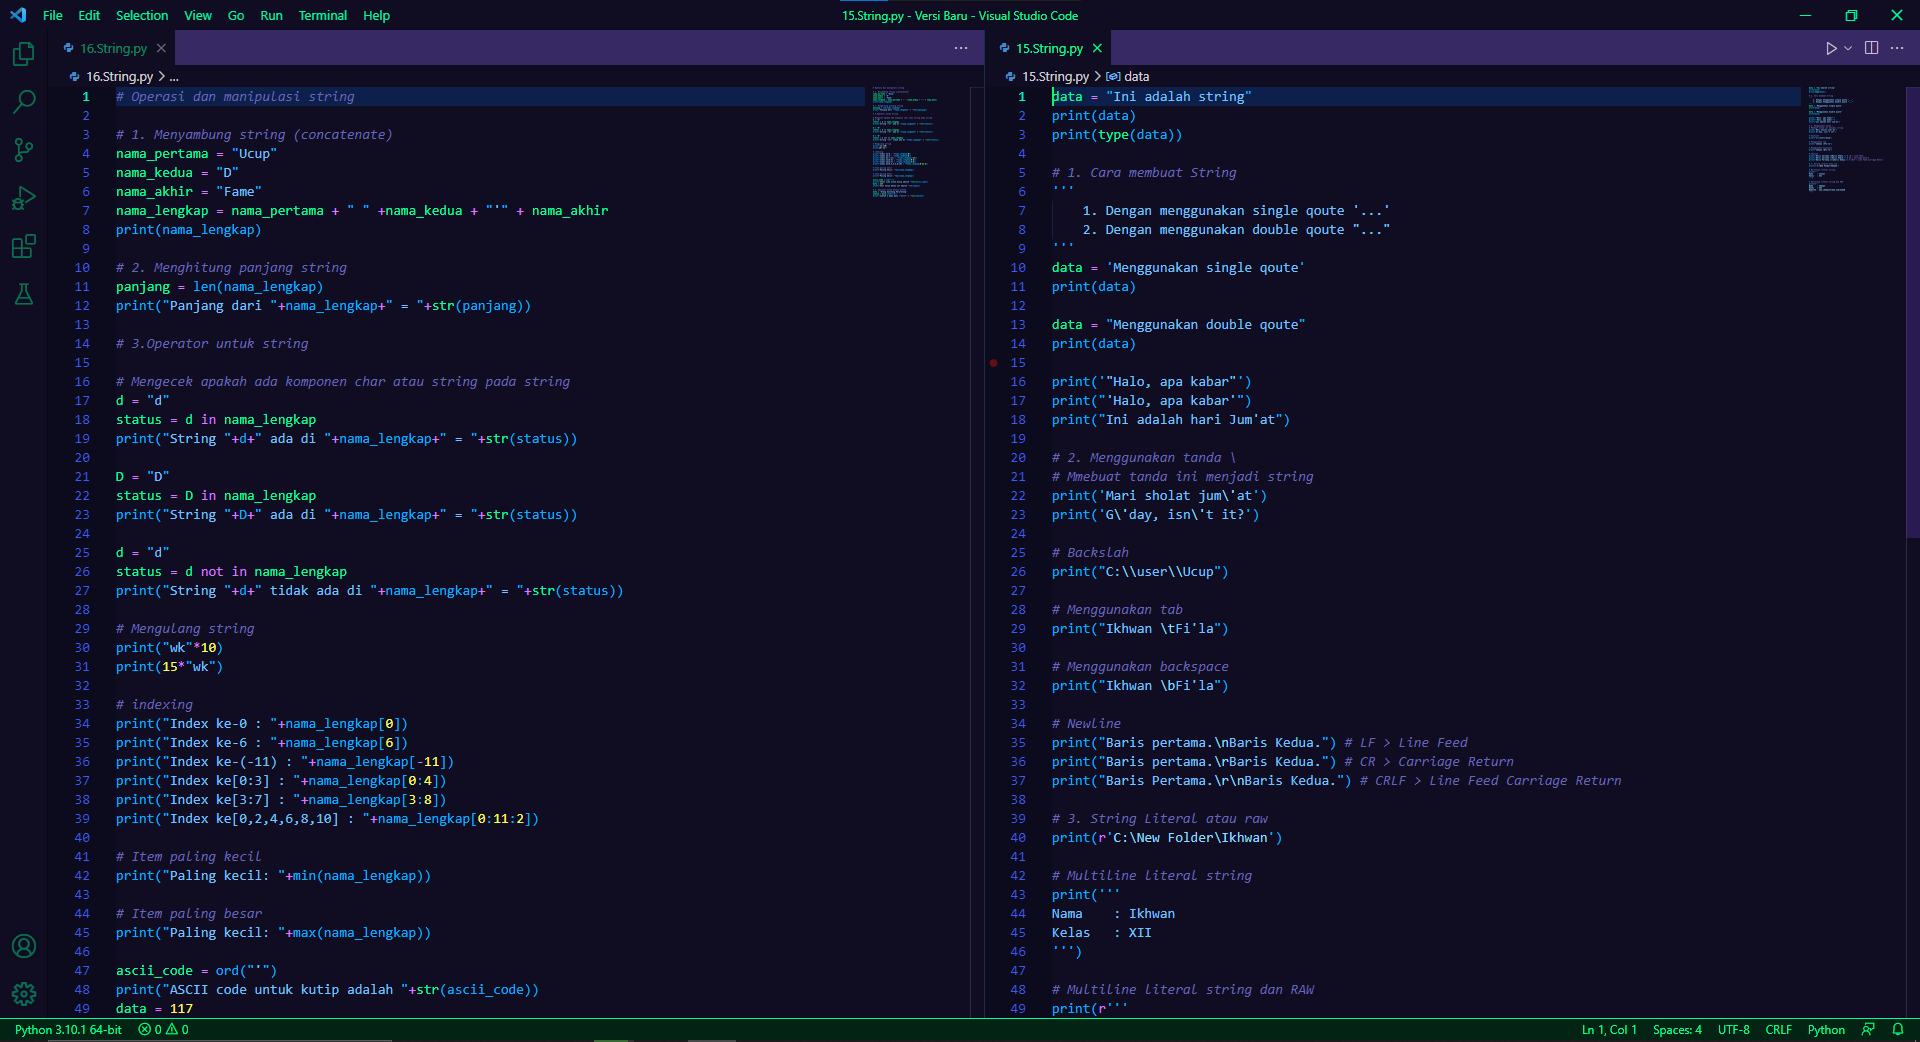 File Edit Selection View Go Run Terminal Help
15.String.py - Versi Baru - Visual Studio Code
16.String.py
16.String.py > ...
1 # Operasi dan manipulasi string
2
3 # 1. Menyambung string (concatenate)
4 nama_pertama = "Ucup"
5 nama_kedua = "D"
6 nama_akhir = "Fame"
7 nama_lengkap = nama_pertama + " " +nama_kedua + "'" + nama_akhir
8 print(nama_lengkap)
9
10 # 2. Menghitung panjang string
11 panjang = len(nama_lengkap)
12 print("Panjang dari "+nama_lengkap+" = "+str(panjang))
13
14 # 3.Operator untuk string
15
16 # Mengecek apakah ada komponen char atau string pada string
17 d = "d"
18 status = d in nama_lengkap
19 print("String "+d+" ada di "+nama_lengkap+" = "+str(status))
20
21 D = "D"
22 status = D in nama_lengkap
23 print("String "+D+" ada di "+nama_lengkap+" = "+str(status))
24
25 d = "d"
26 status = d not in nama_lengkap
27 print("String "+d+" tidak ada di "+nama_lengkap+" = "+str(status))
28
29 # Mengulang string
30 print("wk"*10)
31 print(15*"wk")
32
33 # indexing
34 print("Index ke-0 : "+nama_lengkap[0])
35 print("Index ke-6 : "+nama_lengkap[6])
36 print("Index ke-(-11) : "+nama_lengkap[-11])
37 print("Index ke[0:3] : "+nama_lengkap[0:4])
38 print("Index ke[3:7] : "+nama_lengkap[3:8])
39 print("Index ke[0,2,4,6,8,10] : "+nama_lengkap[0:11:2])
40
41 # Item paling kecil
42 print("Paling kecil: "+min(nama_lengkap))
43
44 # Item paling besar
45 print("Paling kecil: "+max(nama_lengkap))
46
47 ascii_code = ord("'")
48 print("ASCII code untuk kutip adalah "+str(ascii_code))
49 data = 117
15.String.py
15.String.py > data
1 data = "Ini adalah string"
2 print(data)
3 print(type(data))
4
5 # 1. Cara membuat String
6 '''
7     1. Dengan menggunakan single qoute '...'
8     2. Dengan menggunakan double qoute "..."
9 '''
10 data = 'Menggunakan single qoute'
11 print(data)
12
13 data = "Menggunakan double qoute"
14 print(data)
15
16 print('"Halo, apa kabar"')
17 print("'Halo, apa kabar'")
18 print("Ini adalah hari Jum'at")
19
20 # 2. Menggunakan tanda \
21 # Mmebuat tanda ini menjadi string
22 print('Mari sholat jum\'at')
23 print('G\'day, isn\'t it?')
24
25 # Backslah
26 print("C:\\user\\Ucup")
27
28 # Menggunakan tab
29 print("Ikhwan \tFi'la")
30
31 # Menggunakan backspace
32 print("Ikhwan \bFi'la")
33
34 # Newline
35 print("Baris pertama.\nBaris Kedua.") # LF > Line Feed
36 print("Baris pertama.\rBaris Kedua.") # CR > Carriage Return
37 print("Baris Pertama.\r\nBaris Kedua.") # CRLF > Line Feed Carriage Return
38
39 # 3. String Literal atau raw
40 print(r'C:\New Folder\Ikhwan')
41
42 # Multiline literal string
43 print('''
44 Nama    : Ikhwan
45 Kelas   : XII
46 ''')
47
48 # Multiline literal string dan RAW
49 print(r'''
Python 3.10.1 64-bit 0 0
Ln 1, Col 1 Spaces: 4 UTF-8 CRLF Python